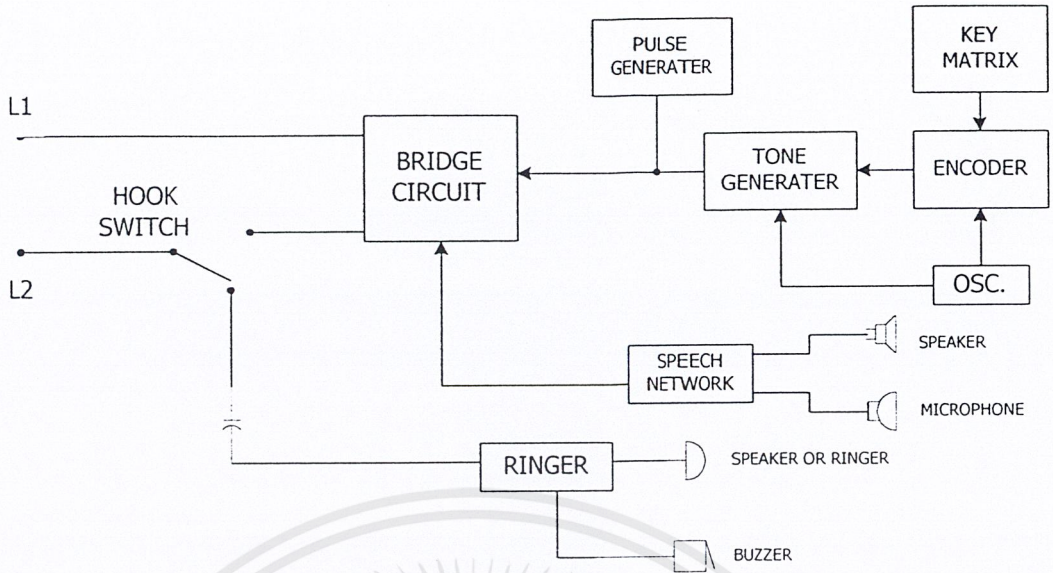 PULSE
GENERATER
KEY
MATRIX
L1
BRIDGE
CIRCUIT
TONE
GENERATER
ENCODER
HOOK
SWITCH
L2
OSC.
SPEECH
NETWORK
SPEAKER
MICROPHONE
RINGER
SPEAKER OR RINGER
BUZZER